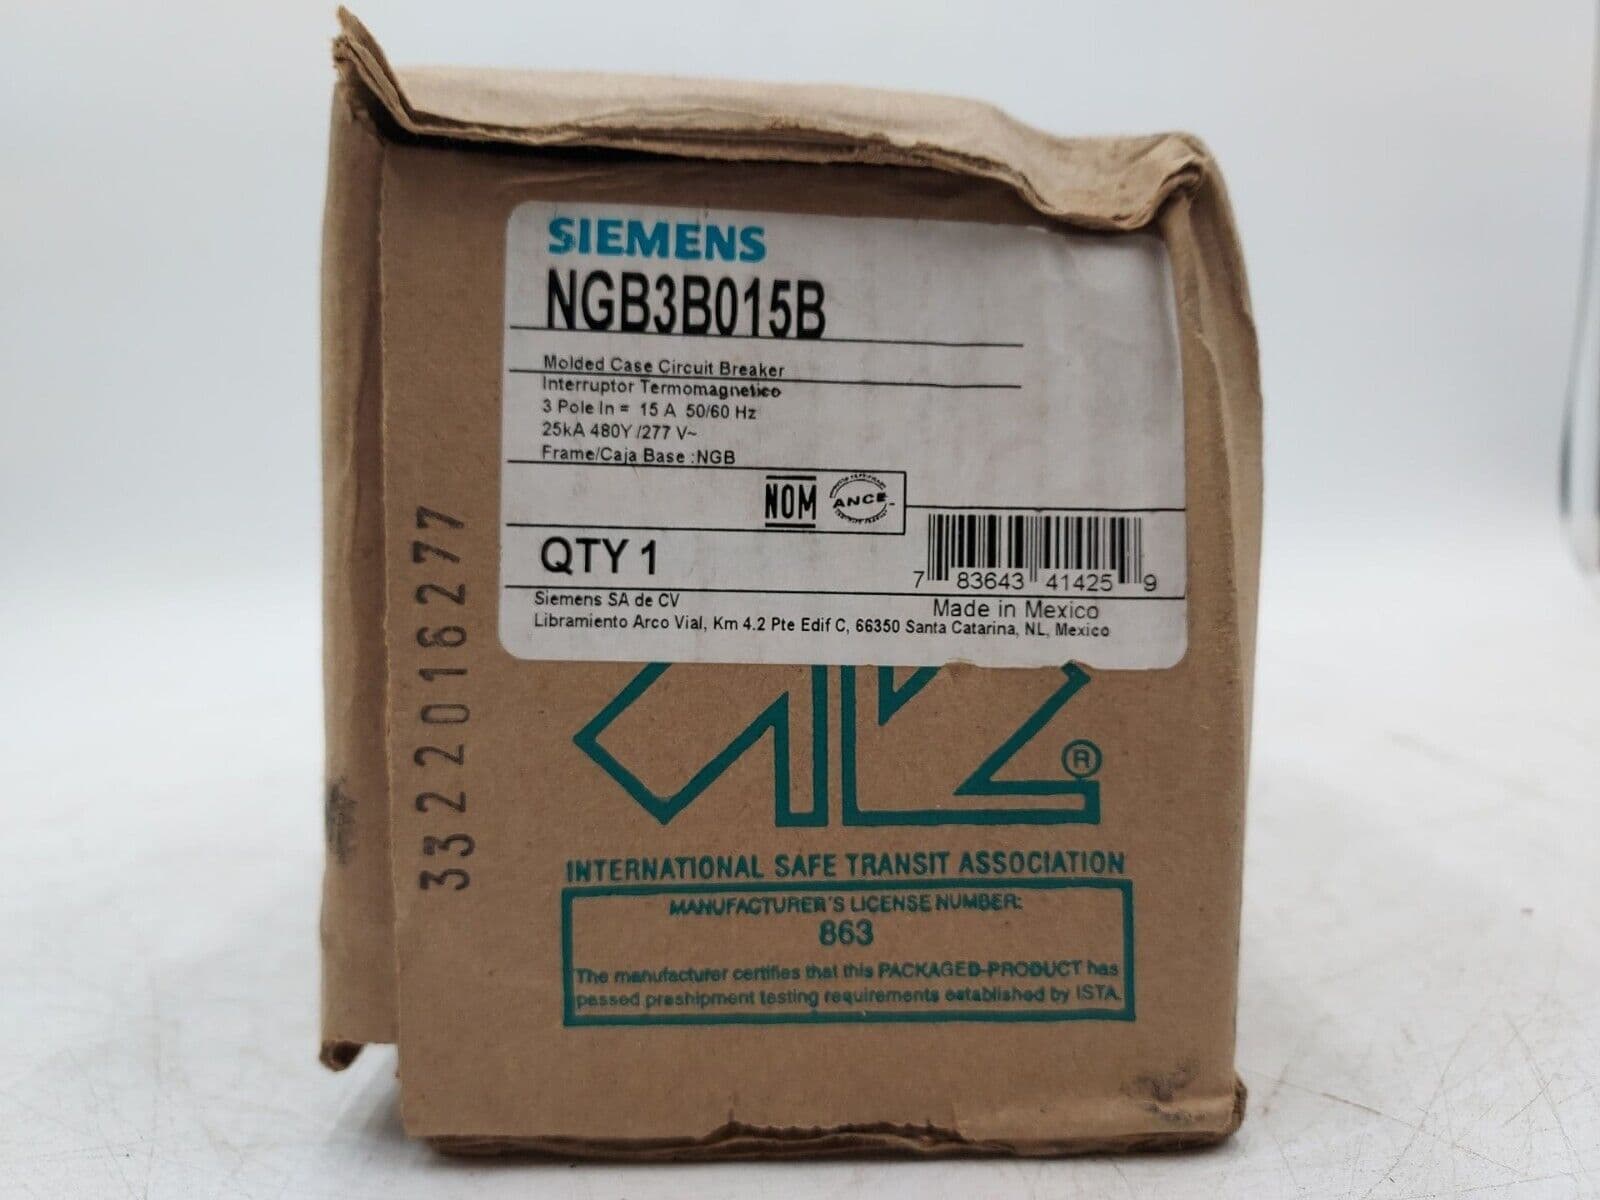 SIEMENS
NGB3B015B
Molded Case Circuit Breaker
Interruptor Termomagnetico
3 Pole In = 15 A 50/60 Hz
25kA 480Y /277 V~
Frame/Caja Base :NGB
NOM
ANCE
QTY 1
7 83643 41425 9
Siemens SA de CV
Made in Mexico
Libramiento Arco Vial, Km 4.2 Pte Edif C, 66350 Santa Catarina, NL, Mexico
3322016277
®
INTERNATIONAL SAFE TRANSIT ASSOCIATION
MANUFACTURER'S LICENSE NUMBER:
863
The manufacturer certifies that this PACKAGED-PRODUCT has
passed preshipment testing requirements established by ISTA.